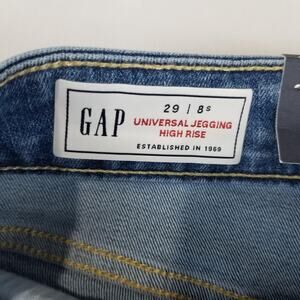 GAP
29 | 8s
UNIVERSAL JEGGING
HIGH RISE
ESTABLISHED IN 1969